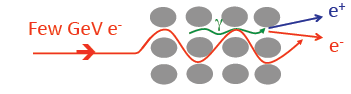 Few GeV e-
γ
e+
e-